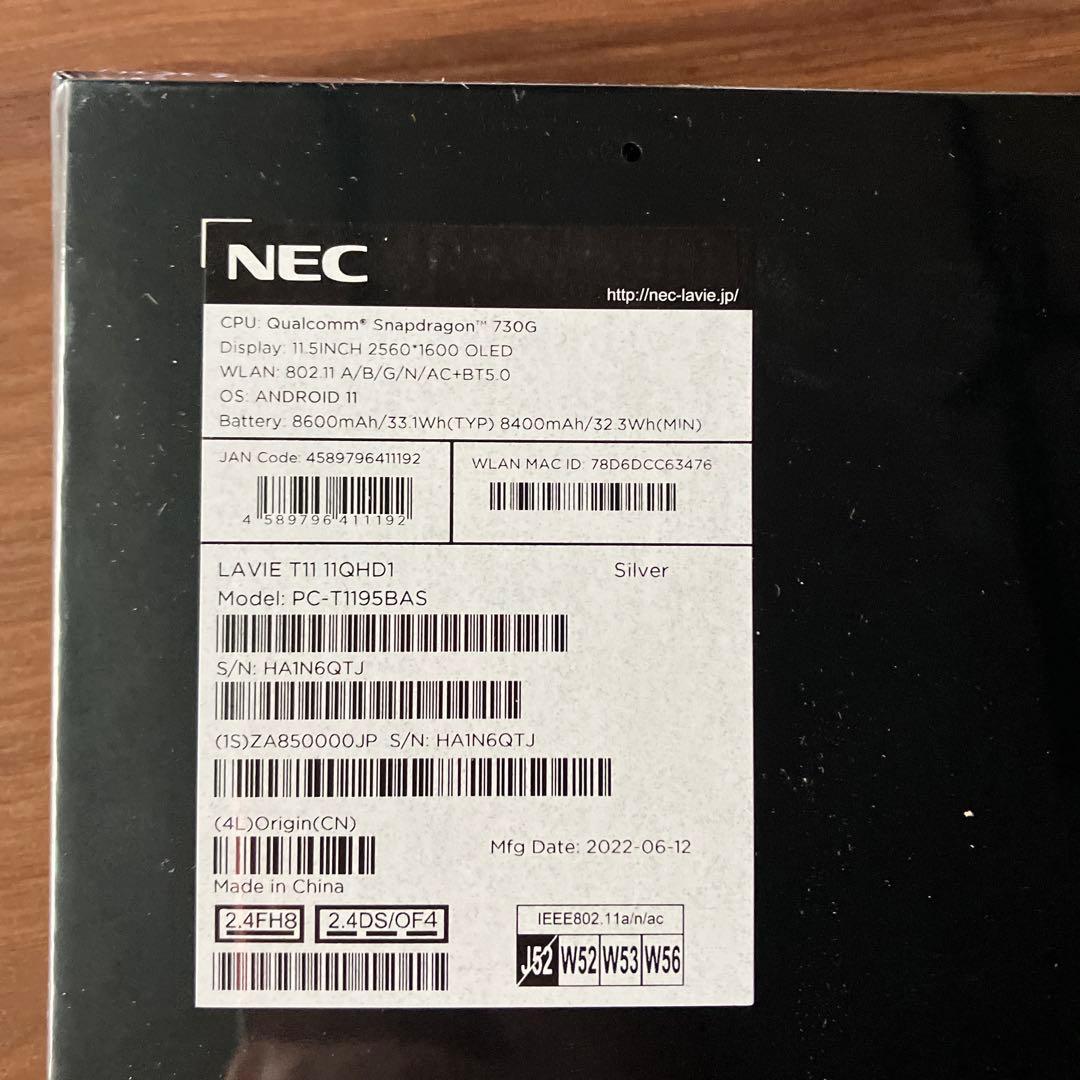 NEC
http://nec-lavie.jp/
CPU: Qualcomm® Snapdragon™ 730G
Display: 11.5INCH 2560*1600 OLED
WLAN: 802.11 A/B/G/N/AC+BT5.0
OS: ANDROID 11
Battery: 8600mAh/33.1Wh(TYP) 8400mAh/32.3Wh(MIN)
JAN Code: 4589796411192
4 589796 411192
WLAN MAC ID: 78D6DCC63476
LAVIE T11 11QHD1 Silver
Model: PC-T1195BAS
S/N: HA1N6QTJ
(1S)ZA850000JP S/N: HA1N6QTJ
(4L)Origin(CN)
Mfg Date: 2022-06-12
Made in China
2.4FH8 2.4DS/OF4
IEEE802.11a/n/ac
J52 W52 W53 W56